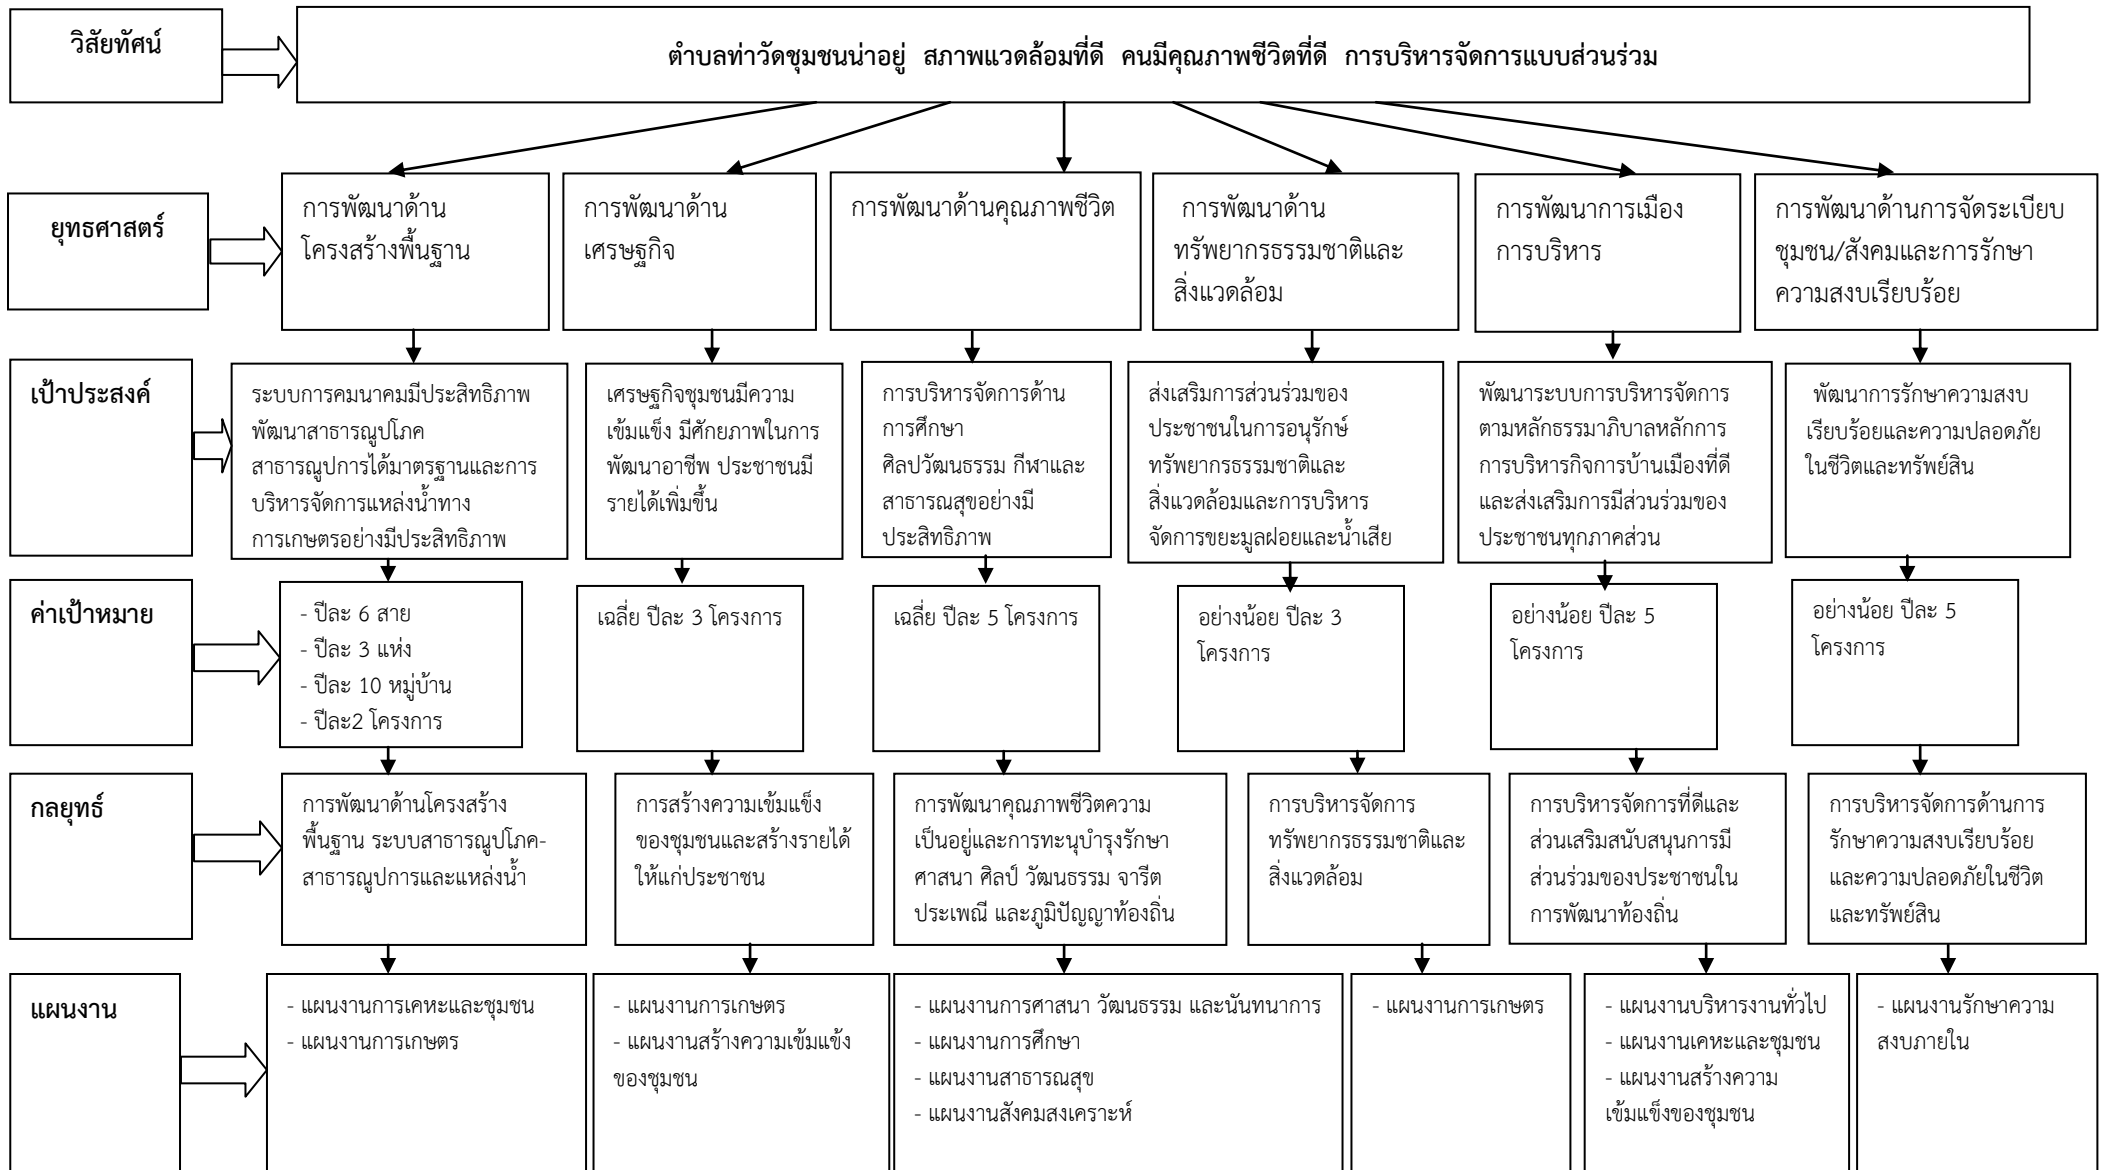 วิสัยทัศน์
ตำบลท่าวัดชุมชนน่าอยู่ สภาพแวดล้อมที่ดี คนมีคุณภาพชีวิตที่ดี การบริหารจัดการแบบส่วนร่วม
ยุทธศาสตร์
การพัฒนาด้าน
โครงสร้างพื้นฐาน
การพัฒนาด้าน
เศรษฐกิจ
การพัฒนาด้านคุณภาพชีวิต
การพัฒนาด้าน
ทรัพยากรธรรมชาติและ
สิ่งแวดล้อม
การพัฒนาการเมือง
การบริหาร
การพัฒนาด้านการจัดระเบียบ
ชุมชน/สังคมและการรักษา
ความสงบเรียบร้อย
เป้าประสงค์
ระบบการคมนาคมมีประสิทธิภาพ
พัฒนาสาธารณูปโภค
สาธารณูปการได้มาตรฐานและการ
บริหารจัดการแหล่งน้ำทาง
การเกษตรอย่างมีประสิทธิภาพ
เศรษฐกิจชุมชนมีความ
เข้มแข็ง มีศักยภาพในการ
พัฒนาอาชีพ ประชาชนมี
รายได้เพิ่มขึ้น
การบริหารจัดการด้าน
การศึกษา
ศิลปวัฒนธรรม กีฬาและ
สาธารณสุขอย่างมี
ประสิทธิภาพ
ส่งเสริมการส่วนร่วมของ
ประชาชนในการอนุรักษ์
ทรัพยากรธรรมชาติและ
สิ่งแวดล้อมและการบริหาร
จัดการขยะมูลฝอยและน้ำเสีย
พัฒนาระบบการบริหารจัดการ
ตามหลักธรรมาภิบาลหลักการ
การบริหารกิจการบ้านเมืองที่ดี
และส่งเสริมการมีส่วนร่วมของ
ประชาชนทุกภาคส่วน
พัฒนาการรักษาความสงบ
เรียบร้อยและความปลอดภัย
ในชีวิตและทรัพย์สิน
ค่าเป้าหมาย
- ปีละ 6 สาย
- ปีละ 3 แห่ง
- ปีละ 10 หมู่บ้าน
- ปีละ2 โครงการ
เฉลี่ย ปีละ 3 โครงการ
เฉลี่ย ปีละ 5 โครงการ
อย่างน้อย ปีละ 3
โครงการ
อย่างน้อย ปีละ 5
โครงการ
อย่างน้อย ปีละ 5
โครงการ
กลยุทธ์
การพัฒนาด้านโครงสร้าง
พื้นฐาน ระบบสาธารณูปโภค-
สาธารณูปการและแหล่งน้ำ
การสร้างความเข้มแข็ง
ของชุมชนและสร้างรายได้
ให้แก่ประชาชน
การพัฒนาคุณภาพชีวิตความ
เป็นอยู่และการทะนุบำรุงรักษา
ศาสนา ศิลป์ วัฒนธรรม จารีต
ประเพณี และภูมิปัญญาท้องถิ่น
การบริหารจัดการ
ทรัพยากรธรรมชาติและ
สิ่งแวดล้อม
การบริหารจัดการที่ดีและ
ส่วนเสริมสนับสนุนการมี
ส่วนร่วมของประชาชนใน
การพัฒนาท้องถิ่น
การบริหารจัดการด้านการ
รักษาความสงบเรียบร้อย
และความปลอดภัยในชีวิต
และทรัพย์สิน
แผนงาน
- แผนงานการเคหะและชุมชน
- แผนงานการเกษตร
- แผนงานการเกษตร
- แผนงานสร้างความเข้มแข้ง
ของชุมชน
- แผนงานการศาสนา วัฒนธรรม และนันทนาการ
- แผนงานการศึกษา
- แผนงานสาธารณสุข
- แผนงานสังคมสงเคราะห์
- แผนงานการเกษตร
- แผนงานบริหารงานทั่วไป
- แผนงานเคหะและชุมชน
- แผนงานสร้างความ
เข้มแข็งของชุมชน
- แผนงานรักษาความ
สงบภายใน